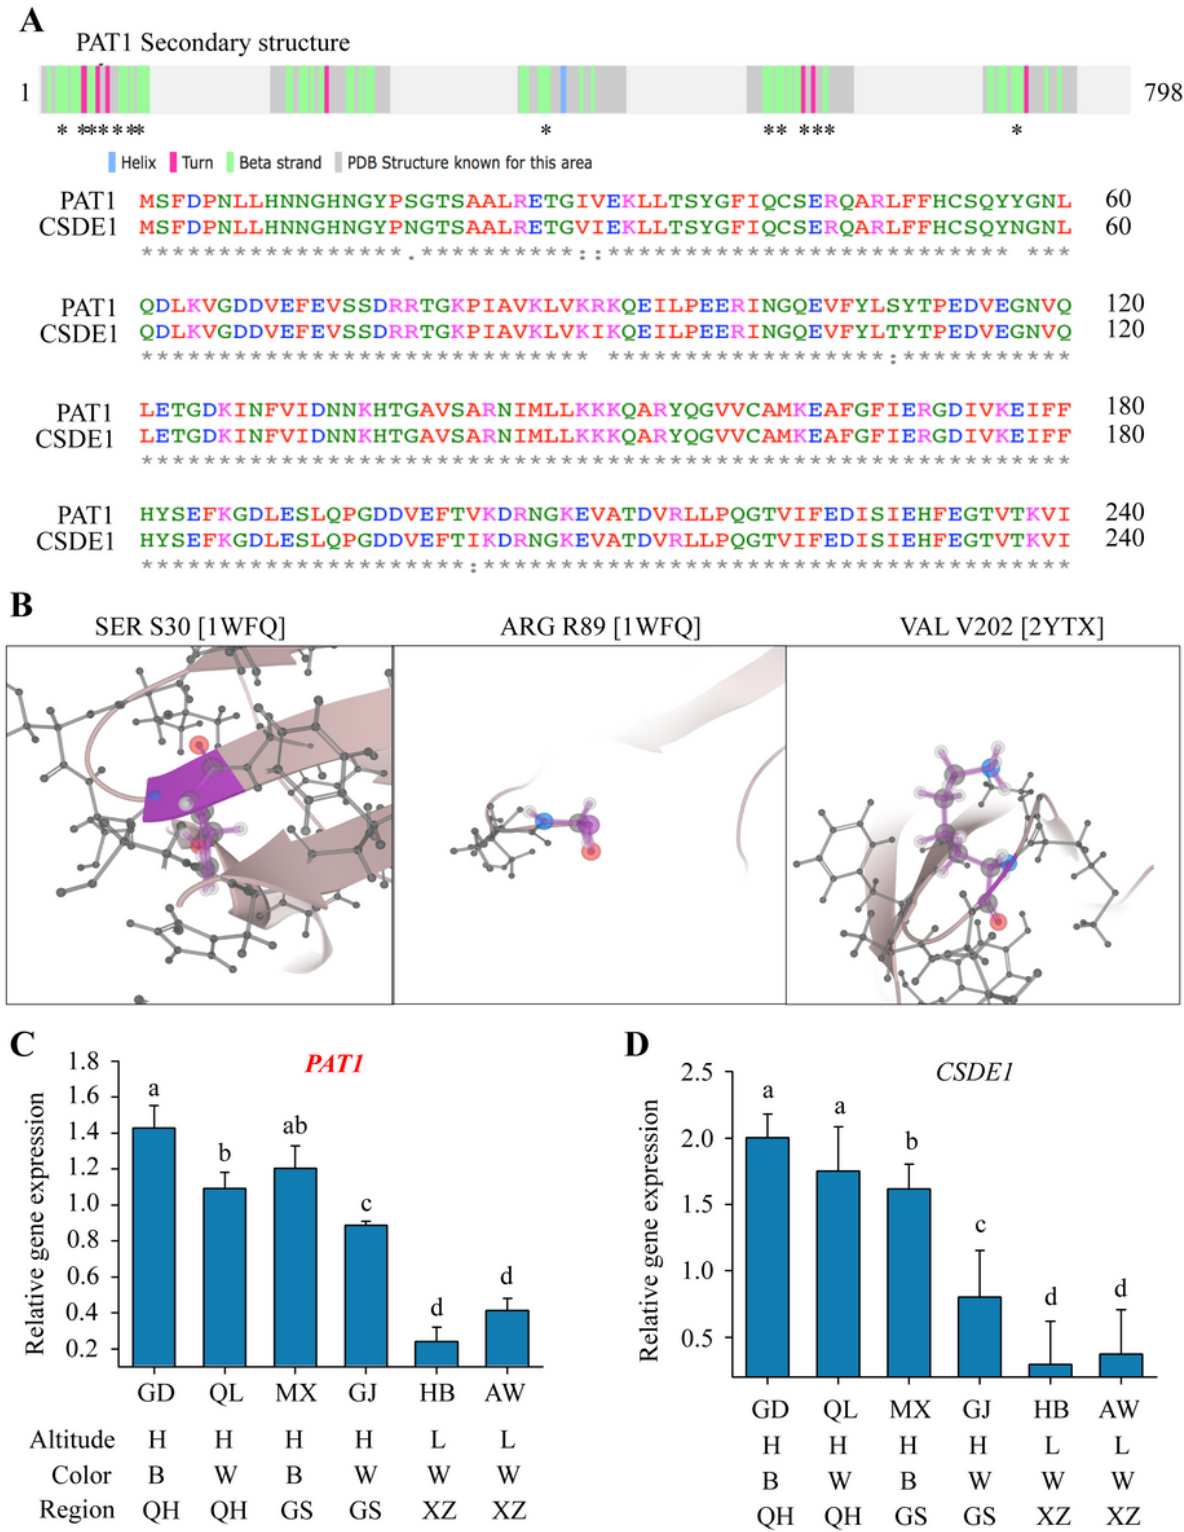 A
PAT1 Secondary structure
1
798
* **** * ** * ** *** *
Helix Turn Beta strand PDB Structure known for this area
PAT1 MSFDPNLLHNNGHNGYPSGTSAALRETGIVEKLLTSYGFIQCSERQARLFFHCSQYYGNL 60
CSDE1 MSFDPNLLHNNGHNGYPNGTSAALRETGVIEKLLTSYGFIQCSERQARLFFHCSQYNGNL 60
*****************.**********::************************** ***
PAT1 QDLKVGDDVEFEVSSDRRTGKPIAVKLVKRKQEILPEERINGQEVFYLSYTPEDVEGNVQ 120
CSDE1 QDLKVGDDVEFEVSSDRRTGKPIAVKLVKIKQEILPEERINGQEVFYLTYTPEDVEGNVQ 120
***************************** ******************:***********
PAT1 LETGDKINFVIDNNKHTGAVSARNIMLLKKKQARYQGVVCAMKEAFGFIERGDIVKEIFF 180
CSDE1 LETGDKINFVIDNNKHTGAVSARNIMLLKKKQARYQGVVCAMKEAFGFIERGDIVKEIFF 180
************************************************************
PAT1 HYSEFKGDLESLQPGDDVEFTVKDRNGKEVATDVRLLPQGTVIFEDISIEHFEGTVTKVI 240
CSDE1 HYSEFKGDLESLQPGDDVEFTIKDRNGKEVATDVRLLPQGTVIFEDISIEHFEGTVTKVI 240
*********************:**************************************
B
SER S30 [1WFQ] ARG R89 [1WFQ] VAL V202 [2YTX]
C
PAT1
Relative gene expression
1.8
1.6
1.4
1.2
1.0
0.8
0.6
0.4
0.2
a b ab c d d
GD QL MX GJ HB AW
Altitude H H H H L L
Color B W B W W W
Region QH QH GS GS XZ XZ
D
CSDE1
Relative gene expression
2.5
2.0
1.5
1.0
0.5
a a b c d d
GD QL MX GJ HB AW
H H H H L L
B W B W W W
QH QH GS GS XZ XZ